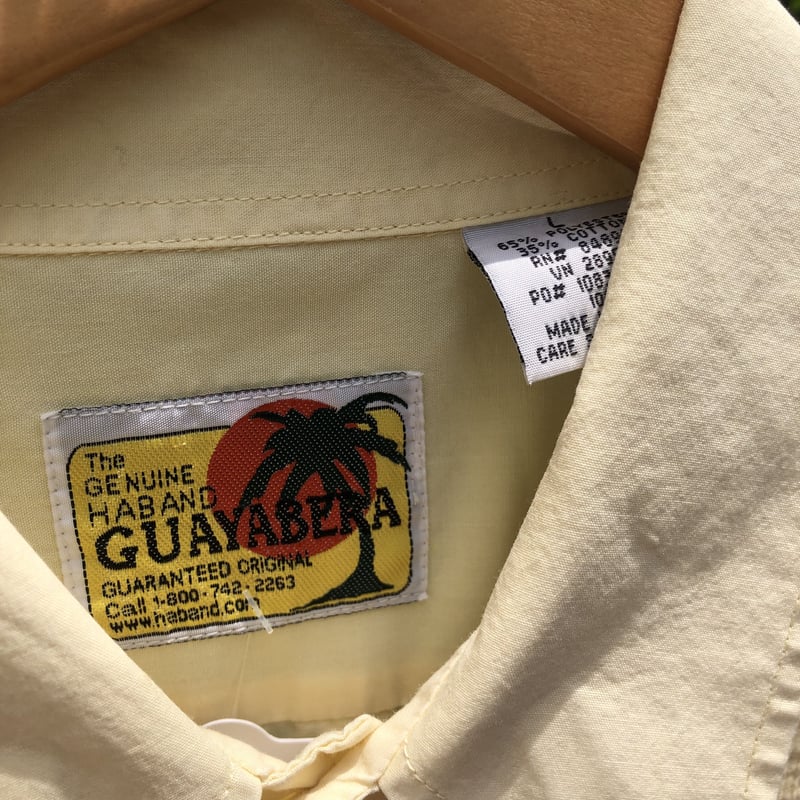 The
GENUINE
HABAND
GUAYABERA
GUARANTEED ORIGINAL
Call 1-800-742-2263
www.haband.com
L
65% POLYESTER
35% COTTON
RN#
VN
PO#
MADE
CARE